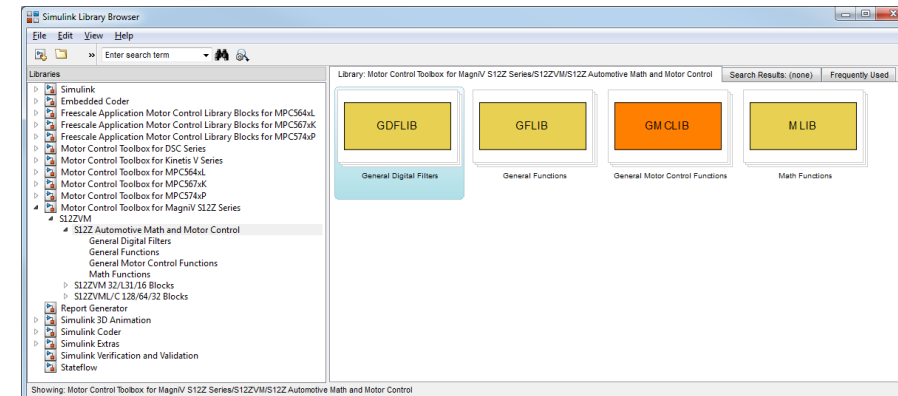 Simulink Library Browser
File Edit View Help
» Enter search term
Libraries
Library: Motor Control Toolbox for MagniV S12Z Series/S12ZVM/S12Z Automotive Math and Motor Control
Search Results: (none)
Frequently Used
Simulink
Embedded Coder
Freescale Application Motor Control Library Blocks for MPC564xL
Freescale Application Motor Control Library Blocks for MPC567xK
Freescale Application Motor Control Library Blocks for MPC574xP
Motor Control Toolbox for DSC Series
Motor Control Toolbox for Kinetis V Series
Motor Control Toolbox for MPC564xL
Motor Control Toolbox for MPC567xK
Motor Control Toolbox for MPC574xP
Motor Control Toolbox for MagniV S12Z Series
S12ZVM
S12Z Automotive Math and Motor Control
General Digital Filters
General Functions
General Motor Control Functions
Math Functions
S12ZVM 32/L31/16 Blocks
S12ZVML/C 128/64/32 Blocks
Report Generator
Simulink 3D Animation
Simulink Coder
Simulink Extras
Simulink Verification and Validation
Stateflow
GDFLIB
General Digital Filters
GFLIB
General Functions
GMCLIB
General Motor Control Functions
MLIB
Math Functions
Showing: Motor Control Toolbox for MagniV S12Z Series/S12ZVM/S12Z Automotive Math and Motor Control